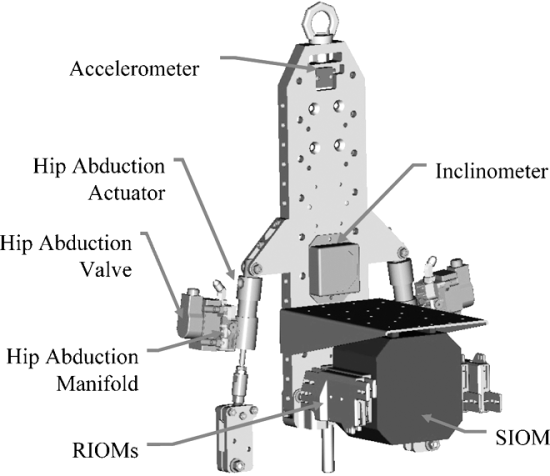 Accelerometer
Hip Abduction
Actuator
Inclinometer
Hip Abduction
Valve
Hip Abduction
Manifold
RIOMs
SIOM